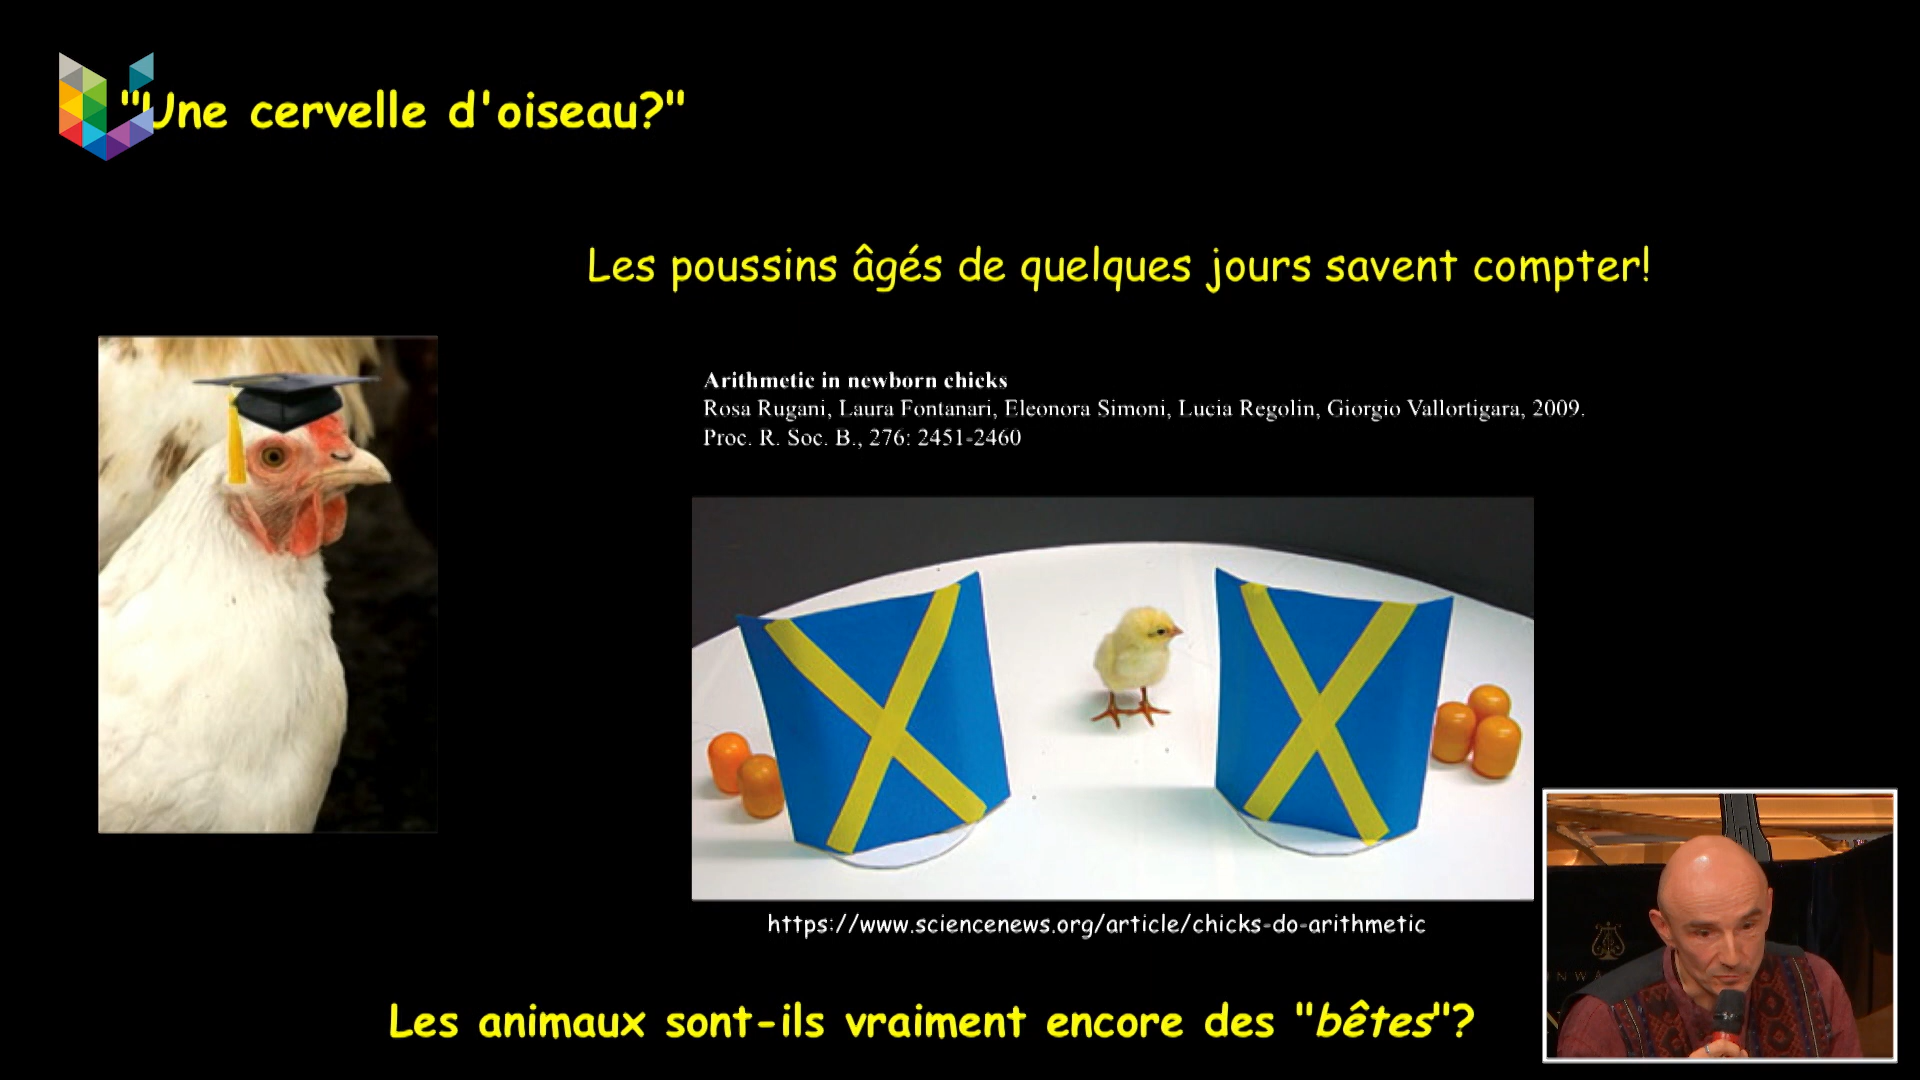 "Une cervelle d'oiseau?"
Les poussins âgés de quelques jours savent compter!
Arithmetic in newborn chicks
Rosa Rugani, Laura Fontanari, Eleonora Simoni, Lucia Regolin, Giorgio Vallortigara, 2009.
Proc. R. Soc. B., 276: 2451-2460
https://www.sciencenews.org/article/chicks-do-arithmetic
Les animaux sont-ils vraiment encore des "bêtes"?